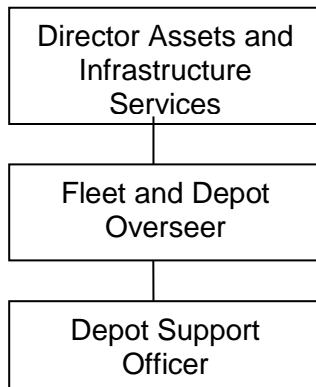 Director Assets and
Infrastructure
Services
Fleet and Depot
Overseer
Depot Support
Officer